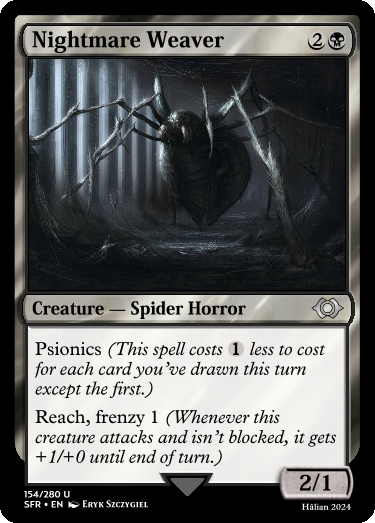 Nightmare Weaver 2
Creature — Spider Horror
Psionics (This spell costs 1 less to cost
for each card you've drawn this turn
except the first.)
Reach, frenzy 1 (Whenever this
creature attacks and isn't blocked, it gets
+1/+0 until end of turn.)
2/1
154/280 U
SFR • EN Eryk Szczygieł
Hálian 2024